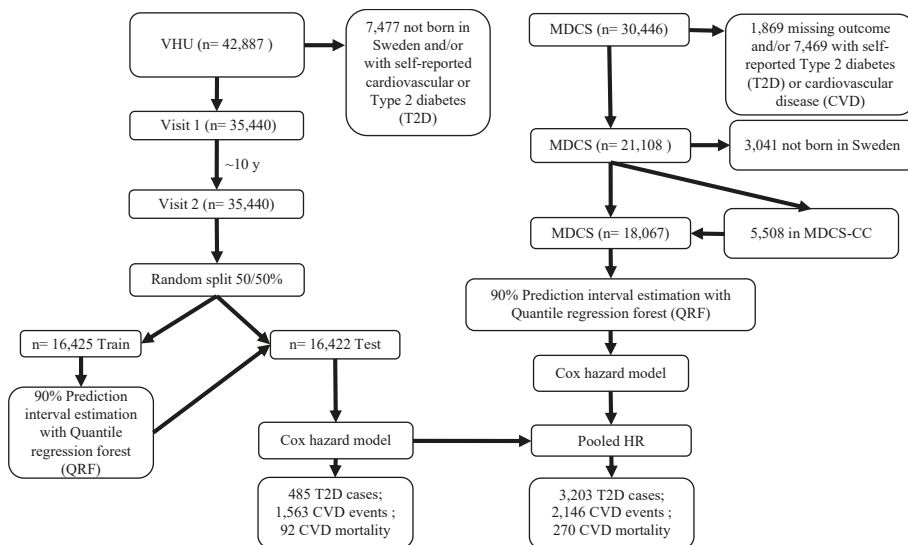 VHU (n= 42,887 )
7,477 not born in
Sweden and/or
with self-reported
cardiovascular or
Type 2 diabetes
(T2D)
Visit 1 (n= 35,440)
~10 y
Visit 2 (n= 35,440)
Random split 50/50%
n= 16,425 Train
n= 16,422 Test
90% Prediction
interval estimation
with Quantile
regression forest
(QRF)
Cox hazard model
485 T2D cases;
1,563 CVD events ;
92 CVD mortality
MDCS (n= 30,446)
1,869 missing outcome
and/or 7,469 with self-
reported Type 2 diabetes
(T2D) or cardiovascular
disease (CVD)
MDCS (n= 21,108 )
3,041 not born in Sweden
MDCS (n= 18,067)
5,508 in MDCS-CC
90% Prediction interval estimation with
Quantile regression forest (QRF)
Cox hazard model
Pooled HR
3,203 T2D cases;
2,146 CVD events ;
270 CVD mortality